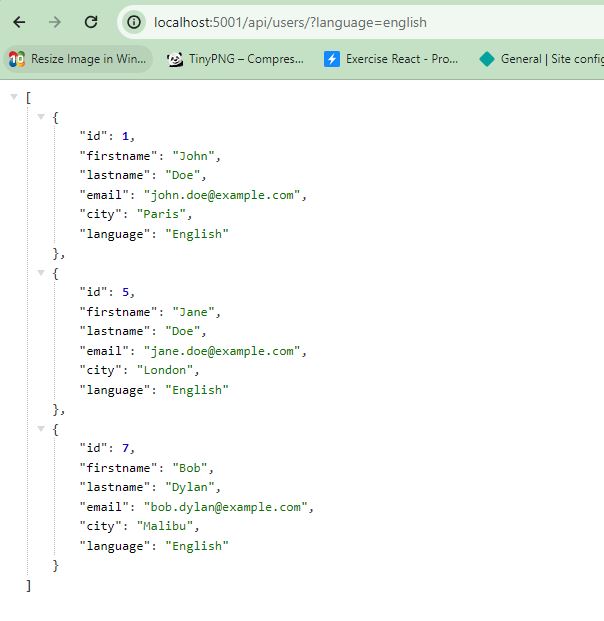 localhost:5001/api/users/?language=english
10 Resize Image in Win... TinyPNG – Compres... Exercise React - Pro... General | Site config
[
{
"id": 1,
"firstname": "John",
"lastname": "Doe",
"email": "john.doe@example.com",
"city": "Paris",
"language": "English"
},
{
"id": 5,
"firstname": "Jane",
"lastname": "Doe",
"email": "jane.doe@example.com",
"city": "London",
"language": "English"
},
{
"id": 7,
"firstname": "Bob",
"lastname": "Dylan",
"email": "bob.dylan@example.com",
"city": "Malibu",
"language": "English"
}
]